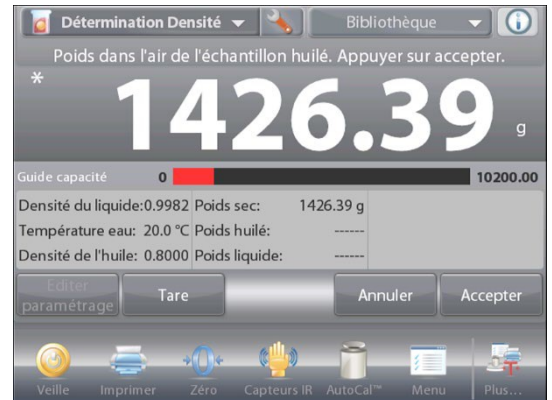 Détermination Densité Bibliothèque
Poids dans l'air de l'échantillon huilé. Appuyer sur accepter.
* 1426.39 g
Guide capacité 0 10200.00
Densité du liquide:0.9982 Poids sec: 1426.39 g
Température eau: 20.0 °C Poids huilé: ------
Densité de l'huile: 0.8000 Poids liquide: ------
Editer
paramétrage Tare Annuler Accepter
Veille Imprimer Zéro Capteurs IR AutoCal™ Menu Plus...